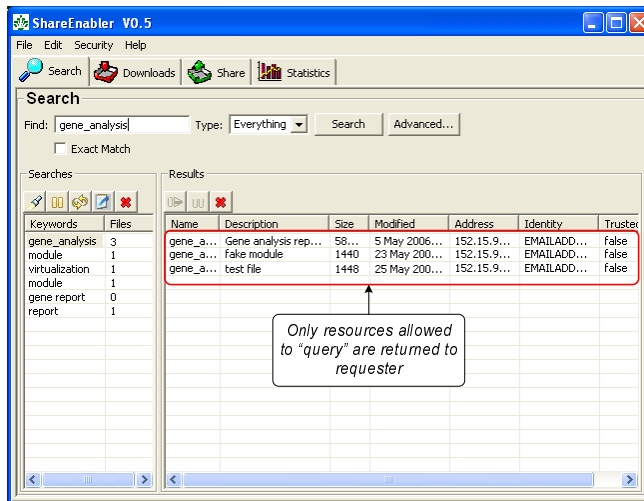 ShareEnabler V0.5
File Edit Security Help
Search Downloads Share Statistics
Search
Find: gene_analysis Type: Everything Search Advanced...
Exact Match
Searches
Results
Keywords Files
gene_analysis 3
module 1
virtualization 1
module 1
gene report 0
report 1
Name Description Size Modified Address Identity Trusted
gene_a... Gene analysis rep... 58... 5 May 2006... 152.15.9... EMAILADD... false
gene_a... fake module 1440 23 May 200... 152.15.9... EMAILADD... false
gene_a... test file 1448 25 May 200... 152.15.9... EMAILADD... false
Only resources allowed
to “query” are returned to
requester